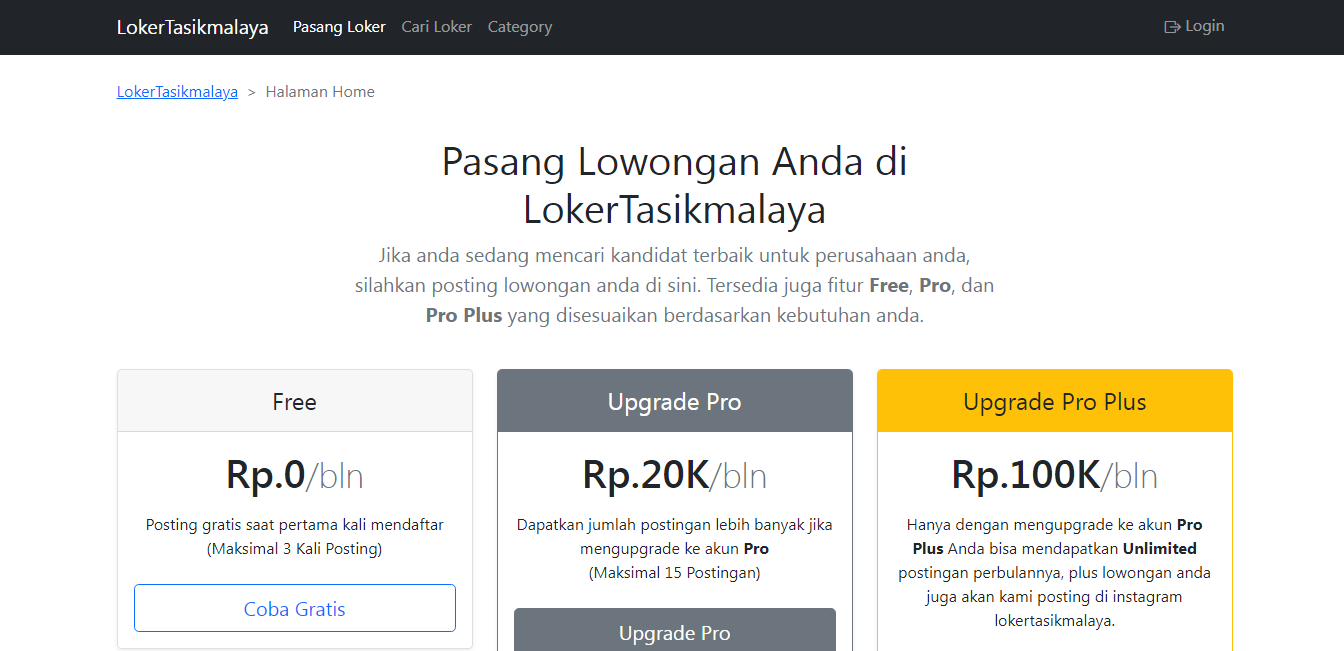 LokerTasikmalaya Pasang Loker Cari Loker Category Login
LokerTasikmalaya > Halaman Home
Pasang Lowongan Anda di
LokerTasikmalaya
Jika anda sedang mencari kandidat terbaik untuk perusahaan anda,
silahkan posting lowongan anda di sini. Tersedia juga fitur Free, Pro, dan
Pro Plus yang disesuaikan berdasarkan kebutuhan anda.
Free
Rp.0/bln
Posting gratis saat pertama kali mendaftar
(Maksimal 3 Kali Posting)
Coba Gratis
Upgrade Pro
Rp.20K/bln
Dapatkan jumlah postingan lebih banyak jika
mengupgrade ke akun Pro
(Maksimal 15 Postingan)
Upgrade Pro
Upgrade Pro Plus
Rp.100K/bln
Hanya dengan mengupgrade ke akun Pro
Plus Anda bisa mendapatkan Unlimited
postingan perbulannya, plus lowongan anda
juga akan kami posting di instagram
lokertasikmalaya.